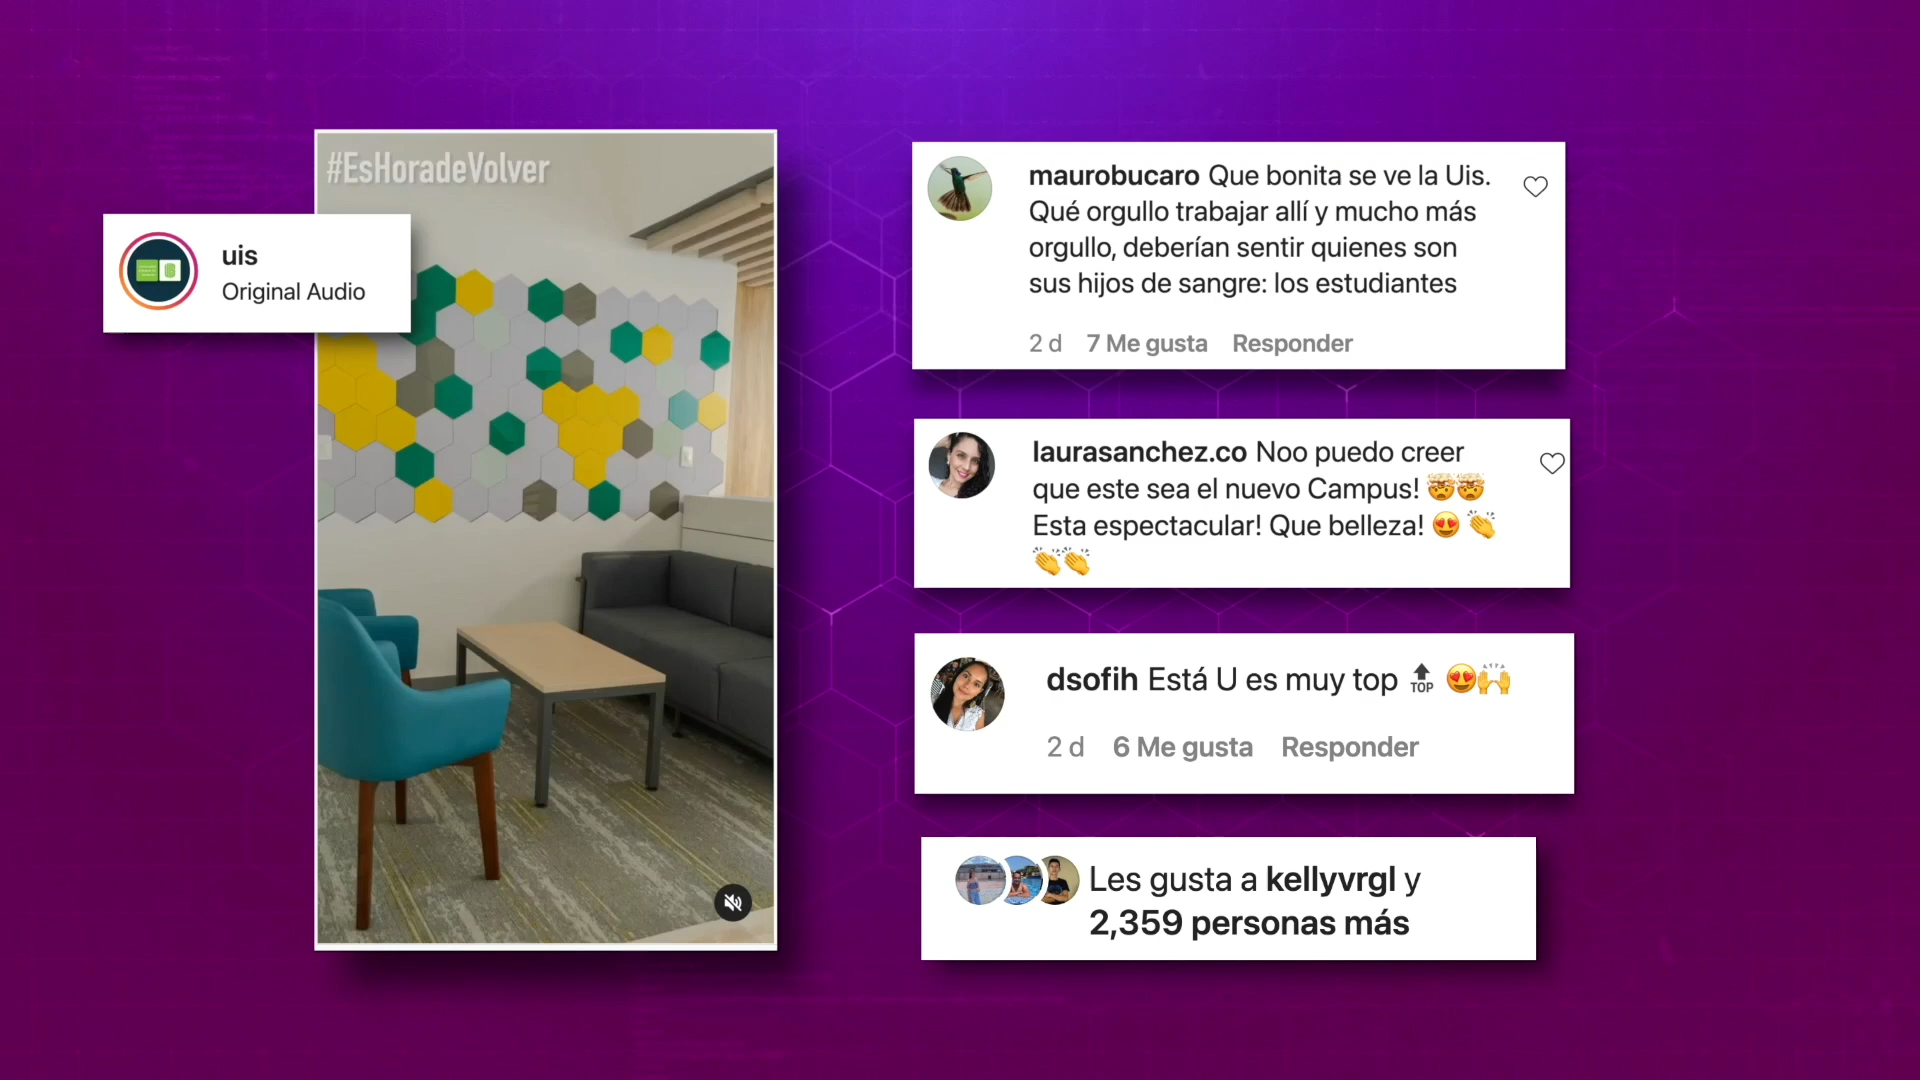 #EsHoradeVolver
uis
Original Audio
maurobucaro Que bonita se ve la Uis.
Qué orgullo trabajar allí y mucho más
orgullo, deberían sentir quienes son
sus hijos de sangre: los estudiantes
2 d 7 Me gusta Responder
laurasanchez.co Noo puedo creer
que este sea el nuevo Campus! 🤯🤯
Esta espectacular! Que belleza! 😍 👏
👏👏
dsofih Está U es muy top 🔝 😍🙌
2 d 6 Me gusta Responder
Les gusta a kellyvrgl y
2,359 personas más